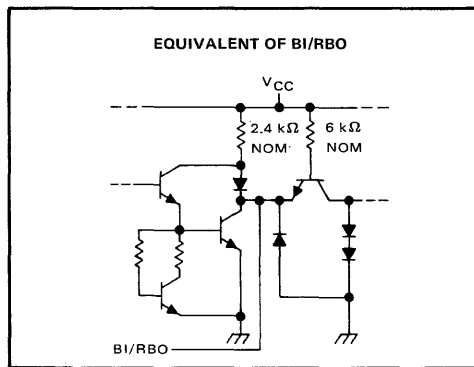 EQUIVALENT OF BI/RBO
VCC
2.4 kΩ
NOM
6 kΩ
NOM
BI/RBO